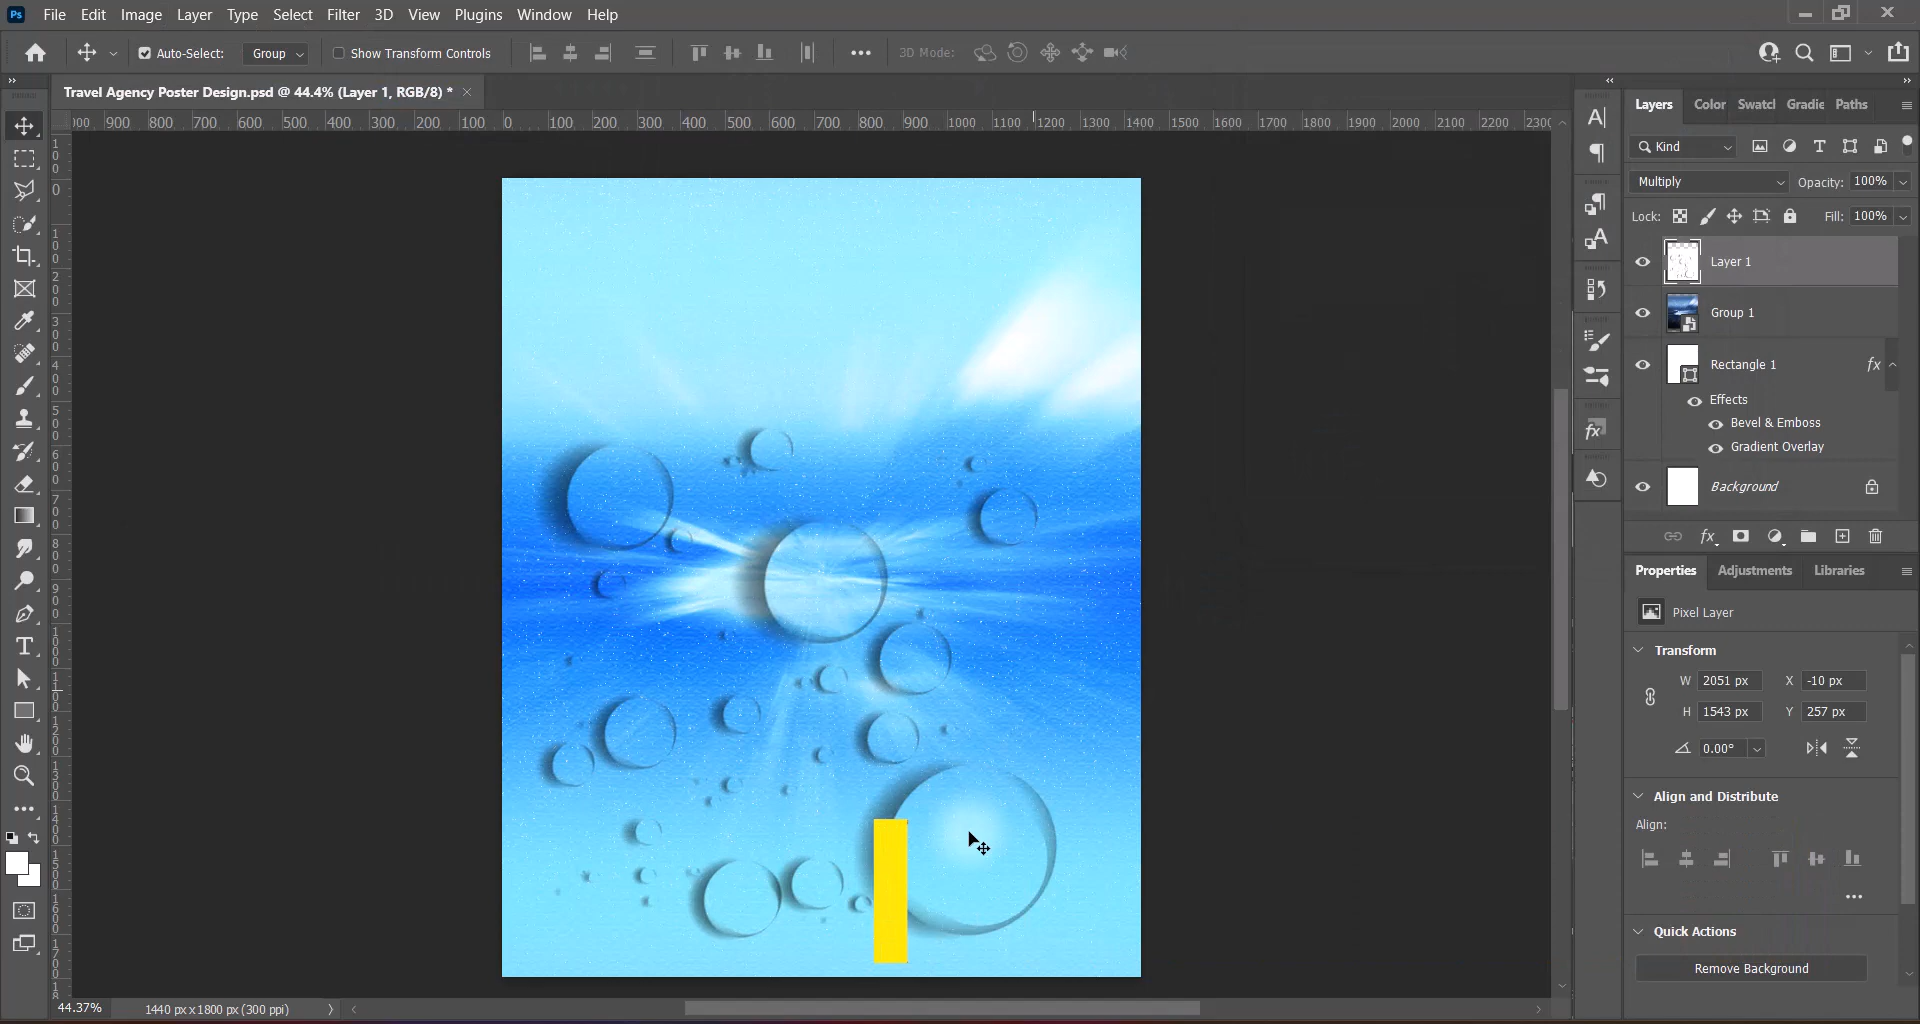 Ps File Edit Image Layer Type Select Filter 3D View Plugins Window Help
Auto-Select: Group Show Transform Controls 3D Mode:
Travel Agency Poster Design.psd @ 44.4% (Layer 1, RGB/8) *
900 800 700 600 500 400 300 200 100 0 100 200 300 400 500 600 700 800 900 1000 1100 1200 1300 1400 1500 1600 1700 1800 1900 2000 2100 2200 2300
Layers Color Swatcl Gradie Paths
Kind
Multiply Opacity: 100%
Lock: Fill: 100%
Layer 1
Group 1
Rectangle 1 fx
Effects
Bevel & Emboss
Gradient Overlay
Background
fx
Properties Adjustments Libraries
Pixel Layer
Transform
W 2051 px X -10 px
H 1543 px Y 257 px
0.00°
Align and Distribute
Align:
Quick Actions
Remove Background
44.37% 1440 px x 1800 px (300 ppi)